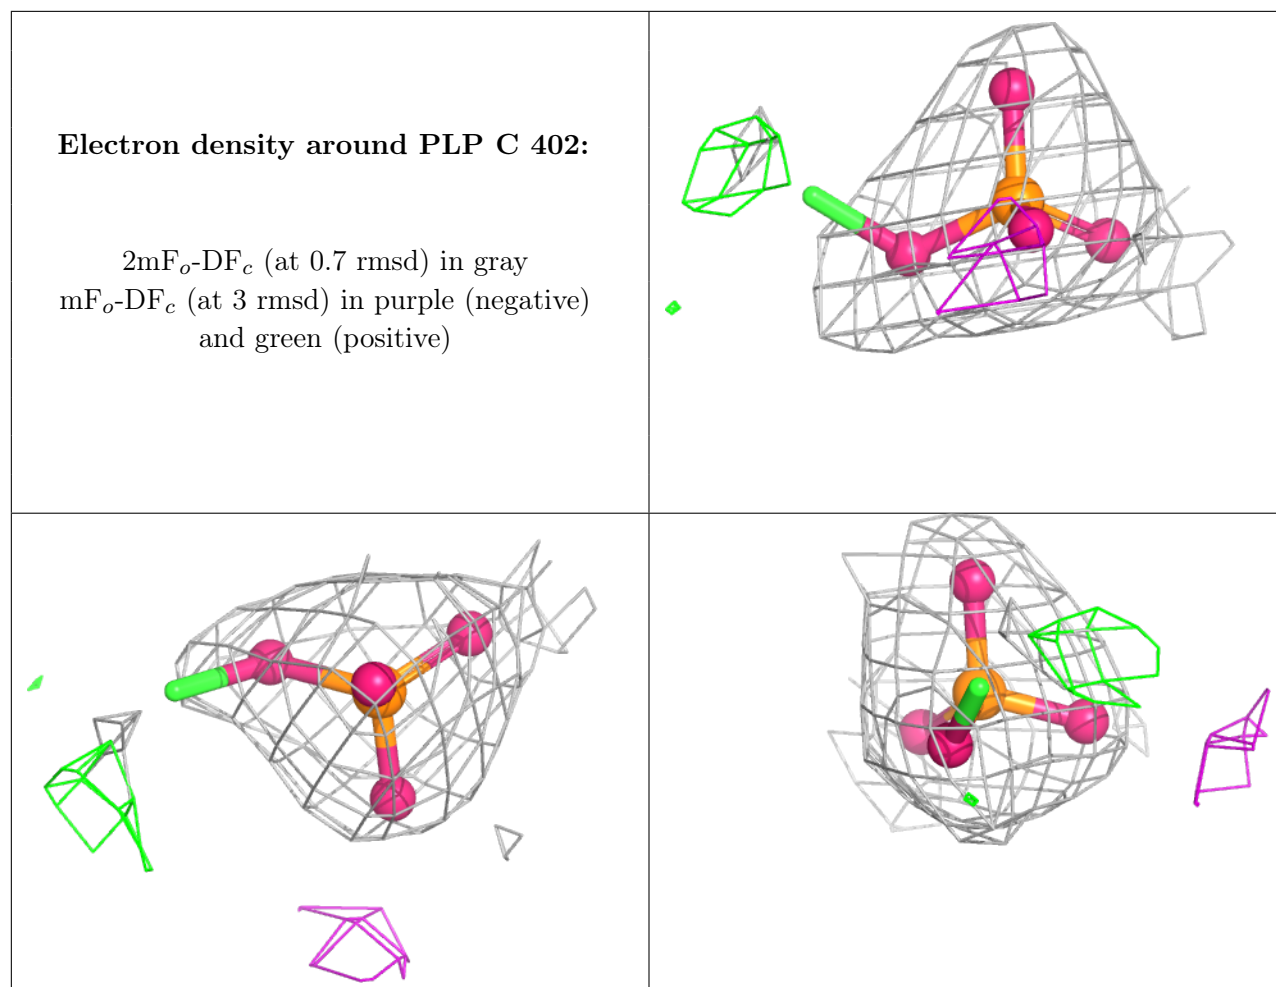 Electron density around PLP C 402:
2mFo-DFc (at 0.7 rmsd) in gray
mFo-DFc (at 3 rmsd) in purple (negative)
and green (positive)